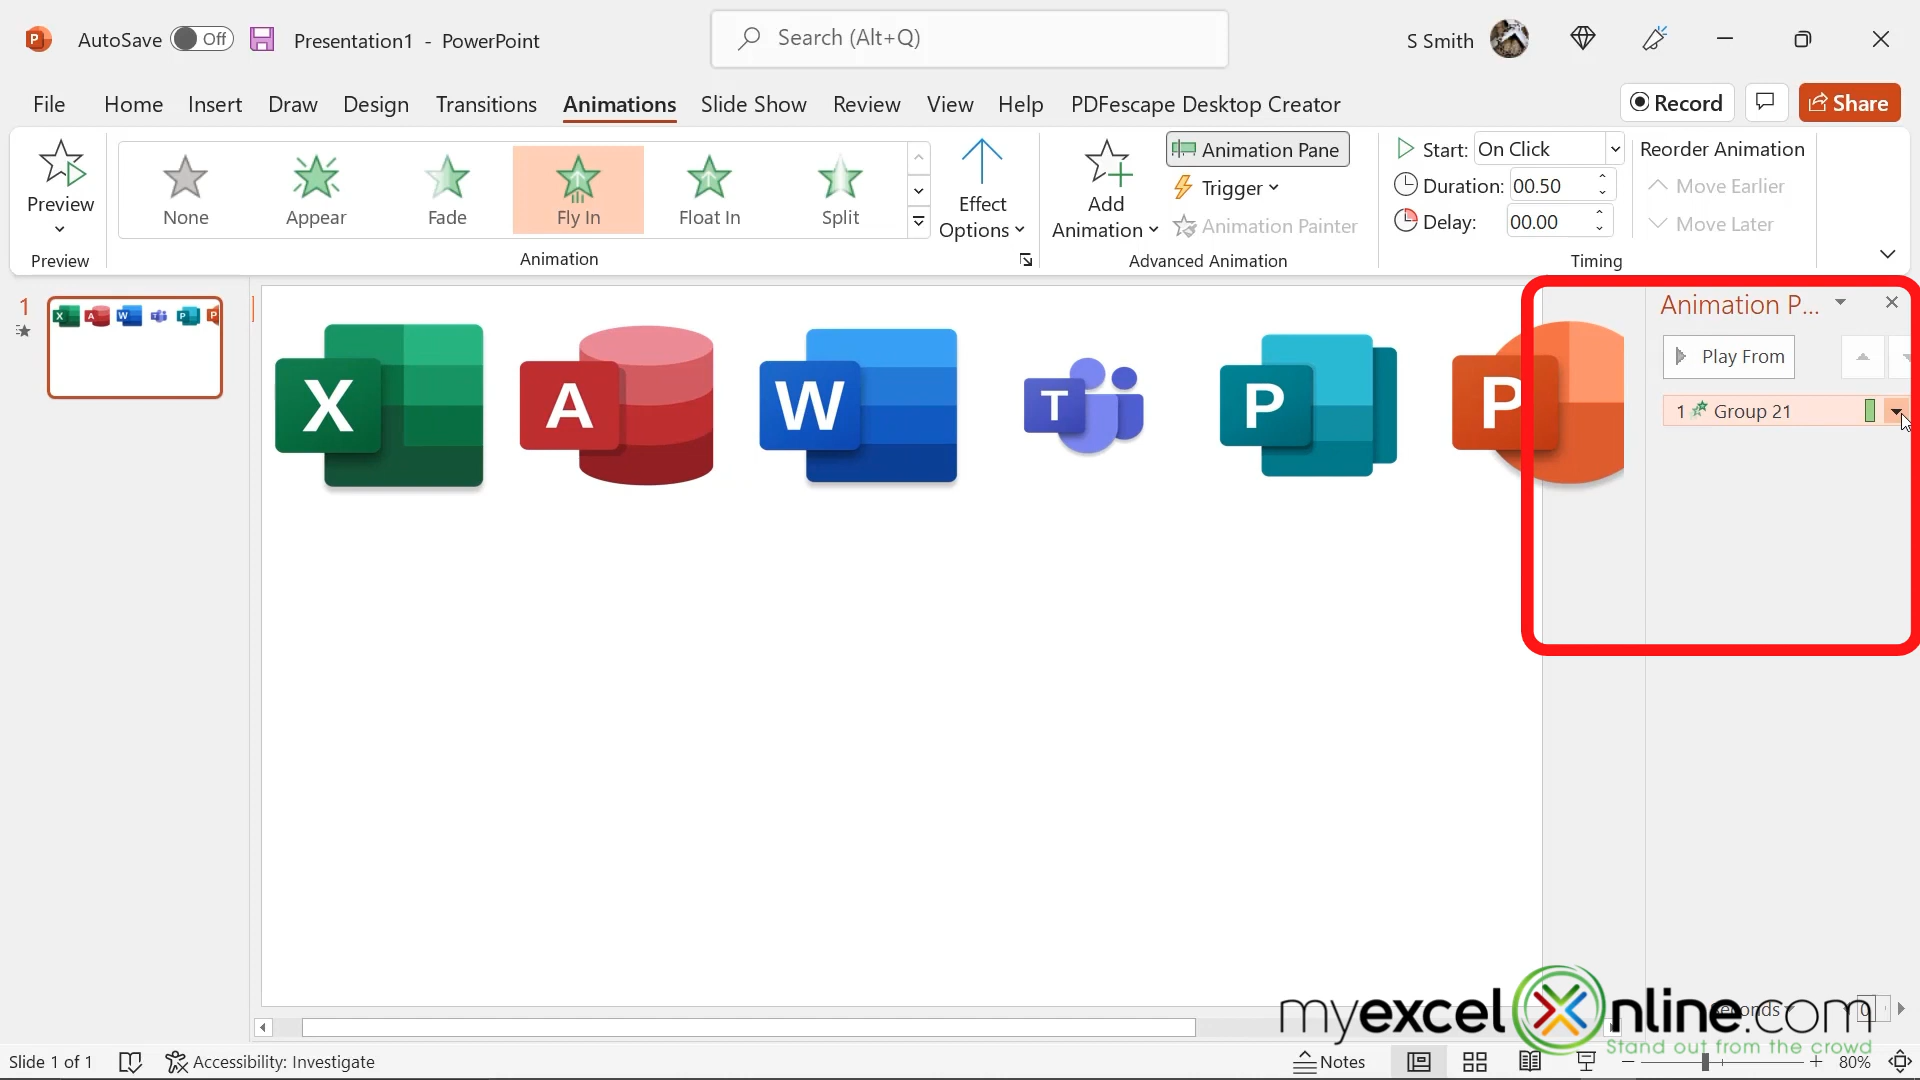 AutoSave Off Presentation1 - PowerPoint Search (Alt+Q) S Smith
File Home Insert Draw Design Transitions Animations Slide Show Review View Help PDFescape Desktop Creator Record Share
Preview
Preview
None Appear Fade Fly In Float In Split
Animation
Effect
Options
Add
Animation
Animation Pane
Trigger
Animation Painter
Advanced Animation
Start: On Click
Duration: 00.50
Delay: 00.00
Timing
Reorder Animation
Move Earlier
Move Later
1
X A W T P P
X A W T P P
Animation P...
Play From
1 Group 21
myexcelonline.com
Stand out from the crowd
Slide 1 of 1 Accessibility: Investigate Notes 80%